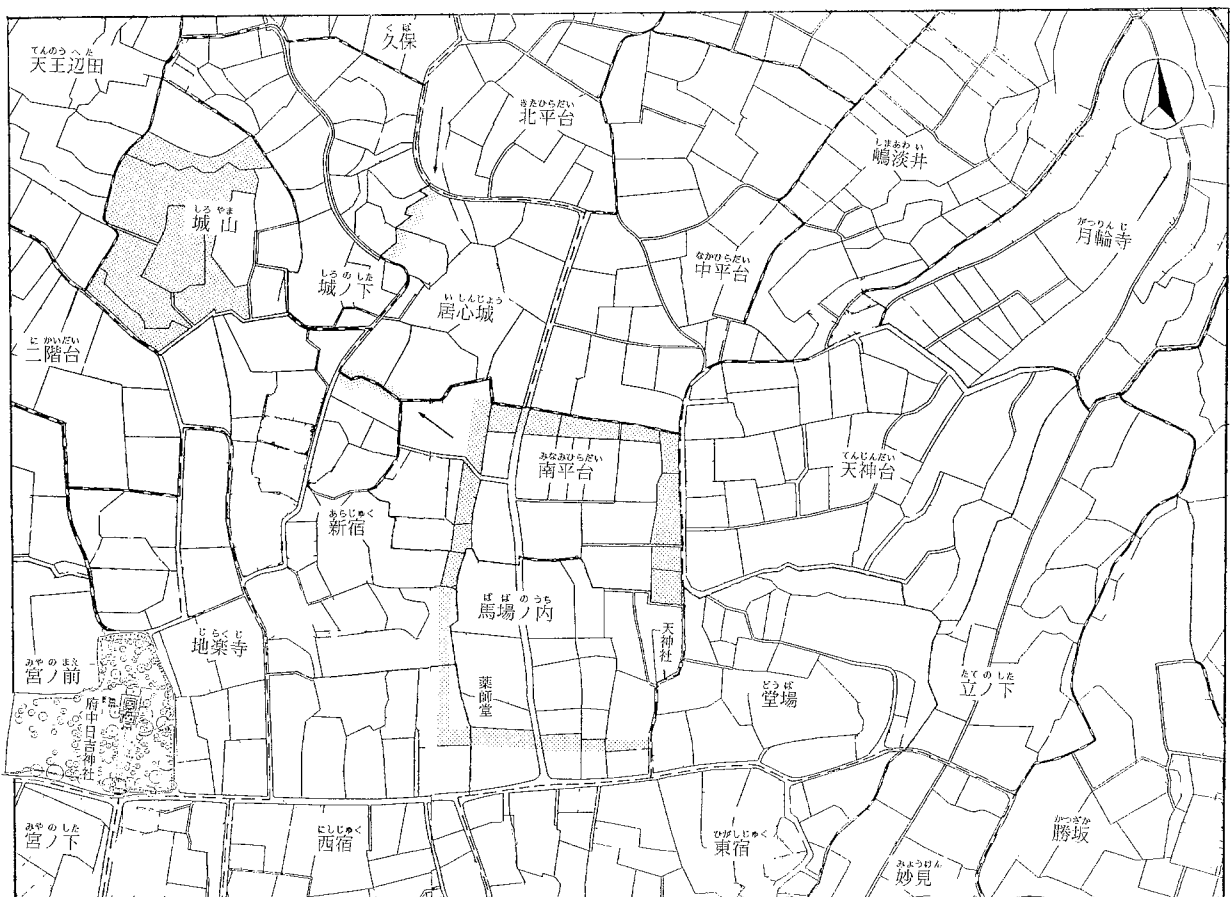 くぼ
久保
てんのうへた
天王辺田
きたひらだい
北平台
しまあわい
嶋淡井
しろやま
城山
がつりんじ
月輪寺
なかひらだい
中平台
しろのした
城ノ下
いしんじょう
居心城
にかいだい
二階台
みなみひらだい
南平台
てんじんだい
天神台
あらじゅく
新宿
ばばのうち
馬場ノ内
じらくじ
地楽寺
天神社
みやのまえ
宮ノ前
薬師堂
どうば
堂場
たてのした
立ノ下
府中日吉神社
みやのした
宮ノ下
にしじゅく
西宿
ひがしじゅく
東宿
かつざか
勝坂
みょうけん
妙見